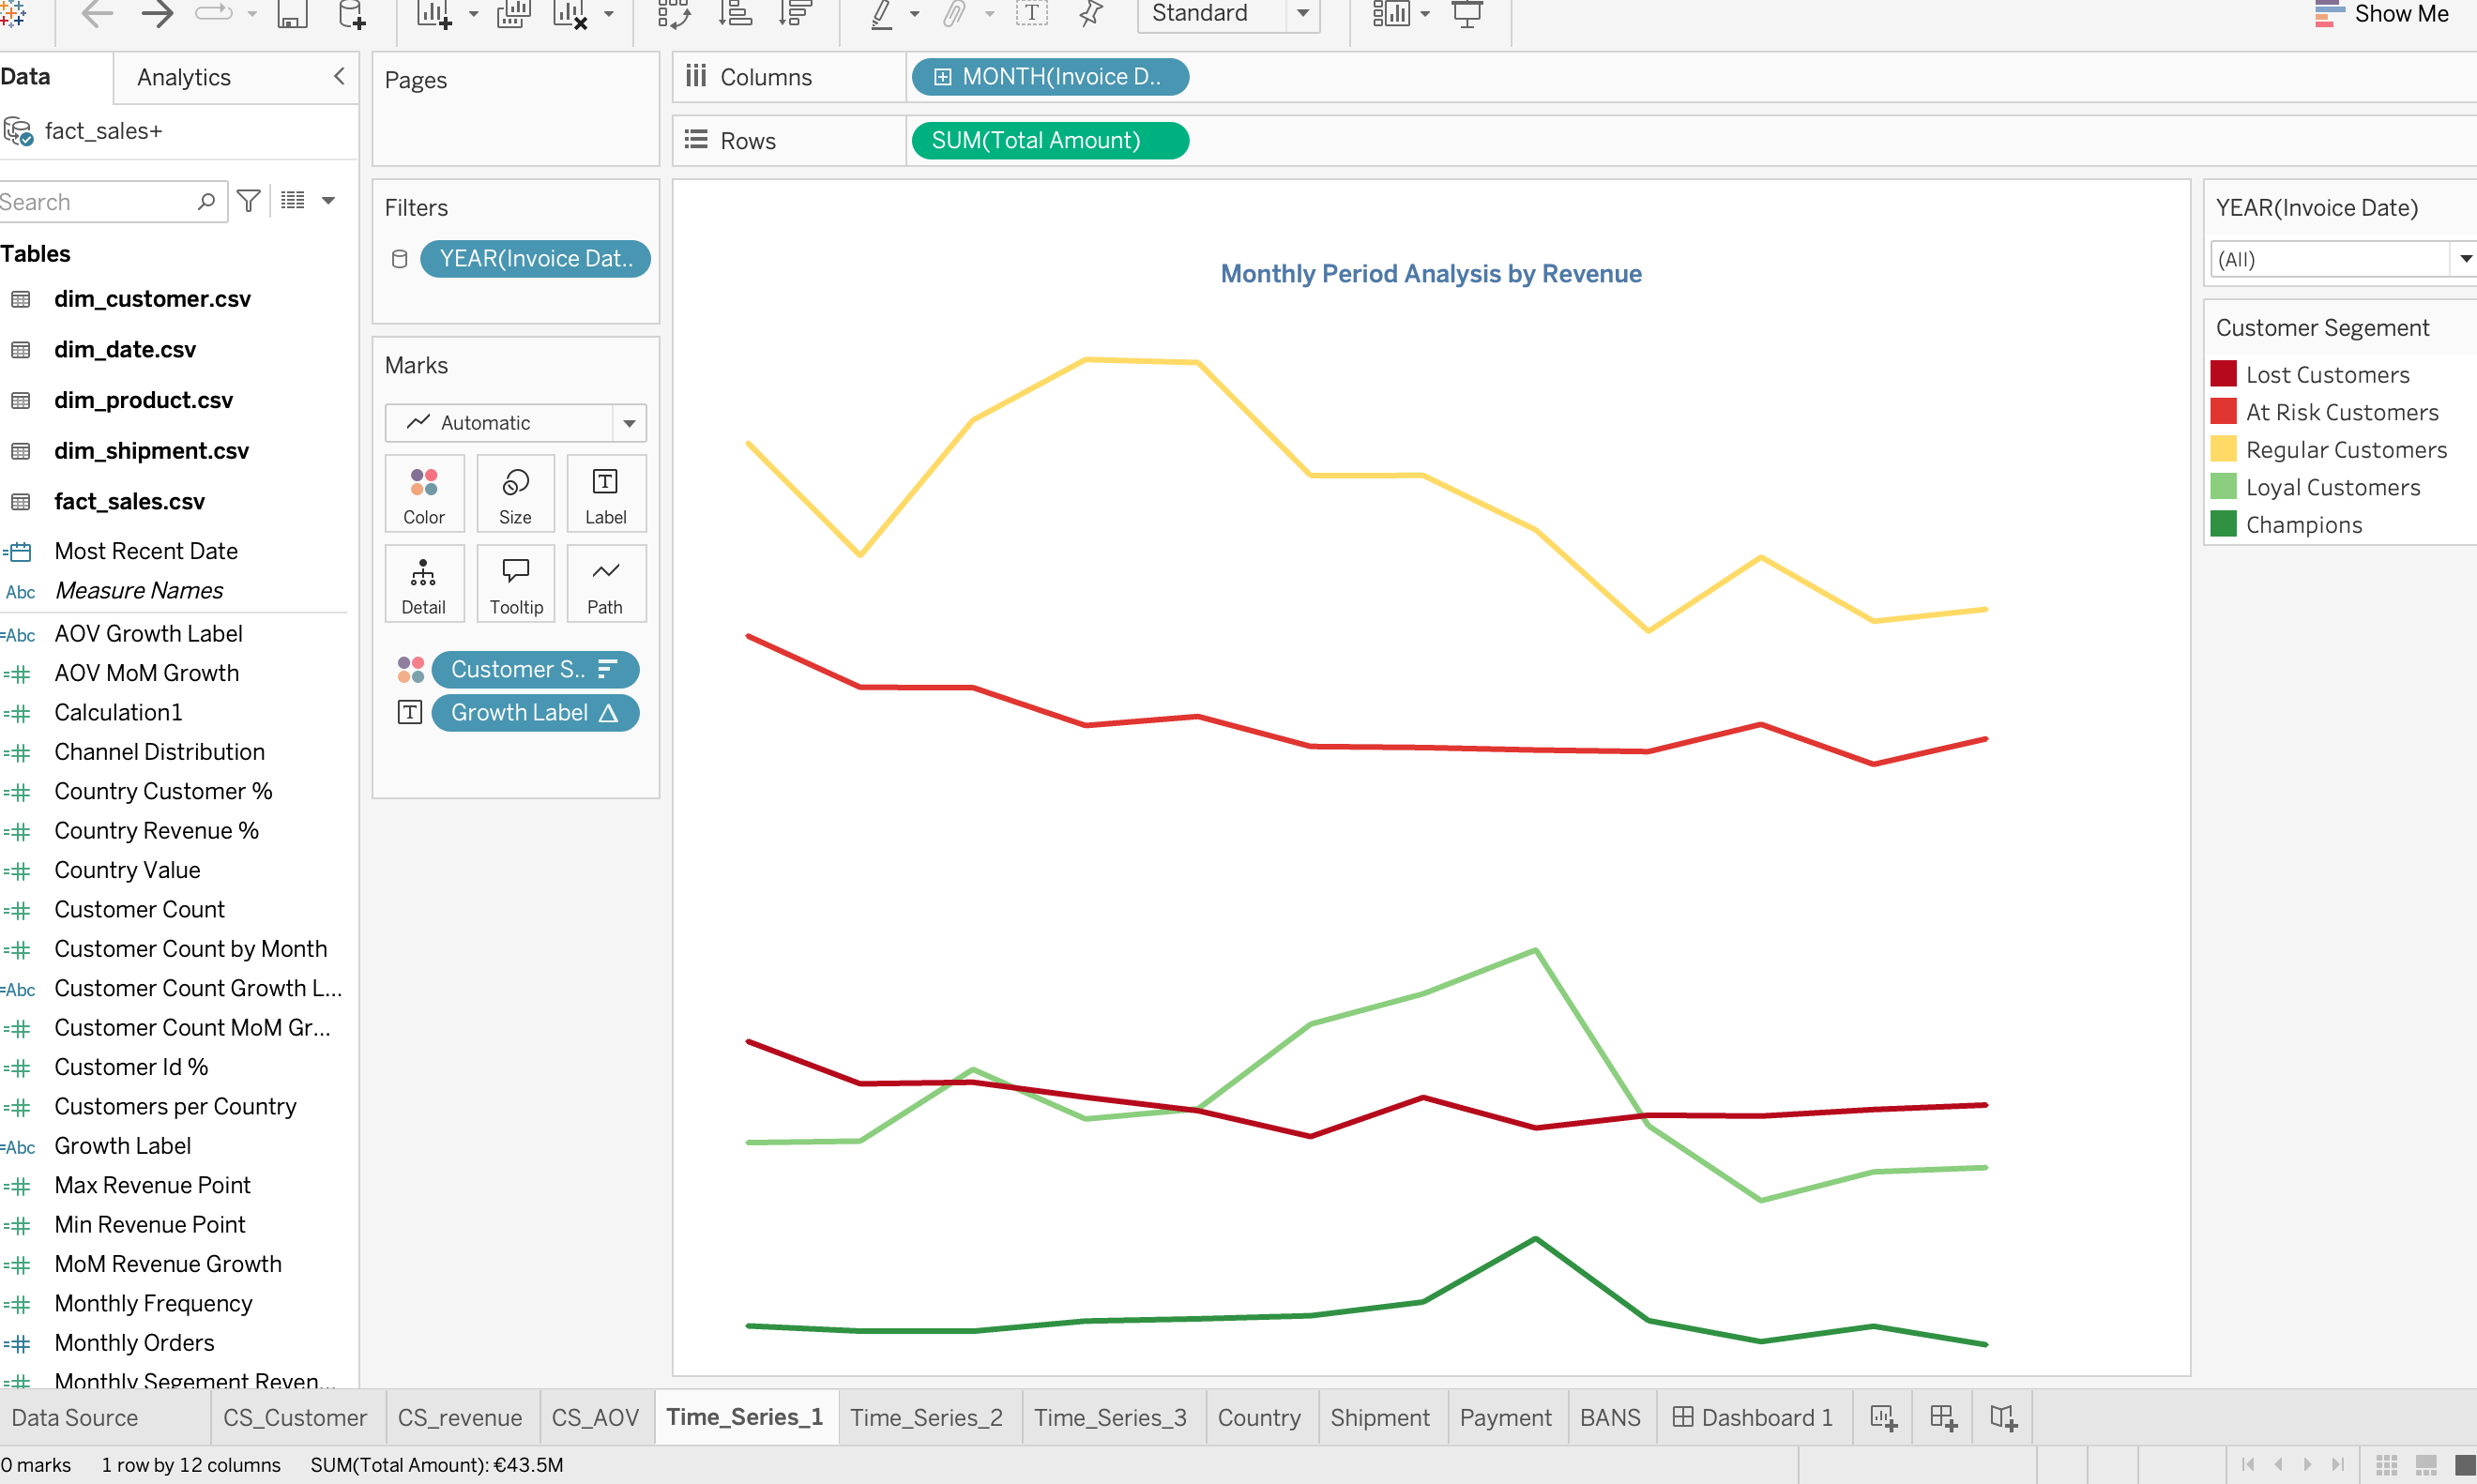 Standard
Show Me
Data
Analytics
fact_sales+
Search
Tables
dim_customer.csv
dim_date.csv
dim_product.csv
dim_shipment.csv
fact_sales.csv
Most Recent Date
Abc Measure Names
=Abc AOV Growth Label
AOV MoM Growth
Calculation1
Channel Distribution
Country Customer %
Country Revenue %
Country Value
Customer Count
Customer Count by Month
=Abc Customer Count Growth L...
Customer Count MoM Gr...
Customer Id %
Customers per Country
=Abc Growth Label
Max Revenue Point
Min Revenue Point
MoM Revenue Growth
Monthly Frequency
Monthly Orders
Monthly Segement Reven...
Pages
Filters
YEAR(Invoice Dat..
Marks
Automatic
Color
Size
T Label
Detail
Tooltip
Path
Customer S..
T Growth Label
Columns
MONTH(Invoice D..
Rows
SUM(Total Amount)
Monthly Period Analysis by Revenue
YEAR(Invoice Date)
(All)
Customer Segement
Lost Customers
At Risk Customers
Regular Customers
Loyal Customers
Champions
Data Source
CS_Customer
CS_revenue
CS_AOV
Time_Series_1
Time_Series_2
Time_Series_3
Country
Shipment
Payment
BANS
Dashboard 1
0 marks
1 row by 12 columns
SUM(Total Amount): €43.5M